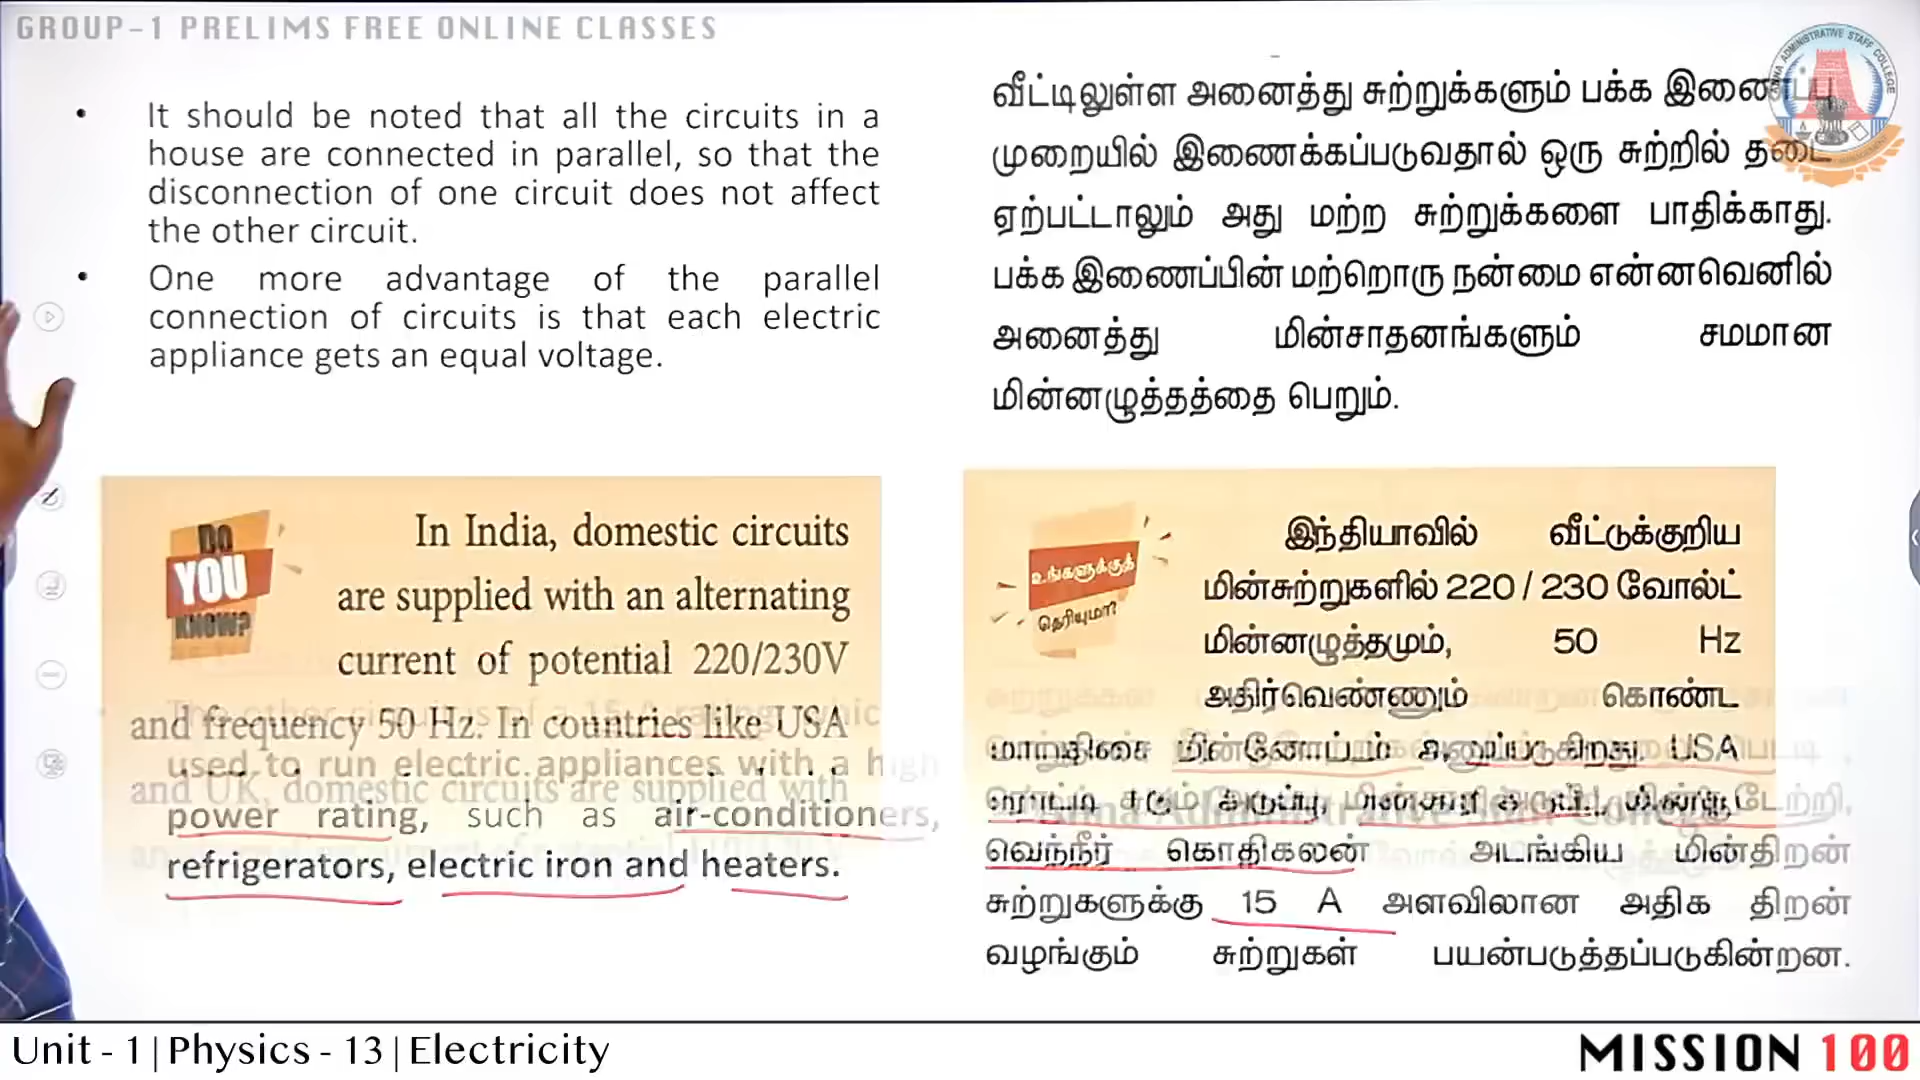 GROUP-1 PRELIMS FREE ONLINE CLASSES
• It should be noted that all the circuits in a
house are connected in parallel, so that the
disconnection of one circuit does not affect
the other circuit.
• One more advantage of the parallel
connection of circuits is that each electric
appliance gets an equal voltage.
வீட்டிலுள்ள அனைத்து சுற்றுக்களும் பக்க இணைப்பு
முறையில் இணைக்கப்படுவதால் ஒரு சுற்றில் தடை
ஏற்பட்டாலும் அது மற்ற சுற்றுக்களை பாதிக்காது.
பக்க இணைப்பின் மற்றொரு நன்மை என்னவெனில்
அனைத்து மின்சாதனங்களும் சமமான
மின்னழுத்தத்தை பெறும்.
DO
YOU
KNOW?
In India, domestic circuits
are supplied with an alternating
current of potential 220/230V
and frequency 50 Hz. In countries like USA
and UK, domestic circuits are supplied with
used to run electric appliances with a high
power rating, such as air-conditioners,
refrigerators, electric iron and heaters.
உங்களுக்குத்
தெரியுமா?
இந்தியாவில் வீட்டுக்குறிய
மின்சுற்றுகளில் 220 / 230 வோல்ட்
மின்னழுத்தமும், 50 Hz
அதிர்வெண்ணும் கொண்ட
மாறுதிசை மின்னோட்டம் அனுப்படுகிறது. USA
வெந்நீர் கொதிகலன் அடங்கிய மின்திறன்
சுற்றுகளுக்கு 15 A அளவிலான அதிக திறன்
வழங்கும் சுற்றுகள் பயன்படுத்தப்படுகின்றன.
Unit - 1 | Physics - 13 | Electricity
MISSION 100